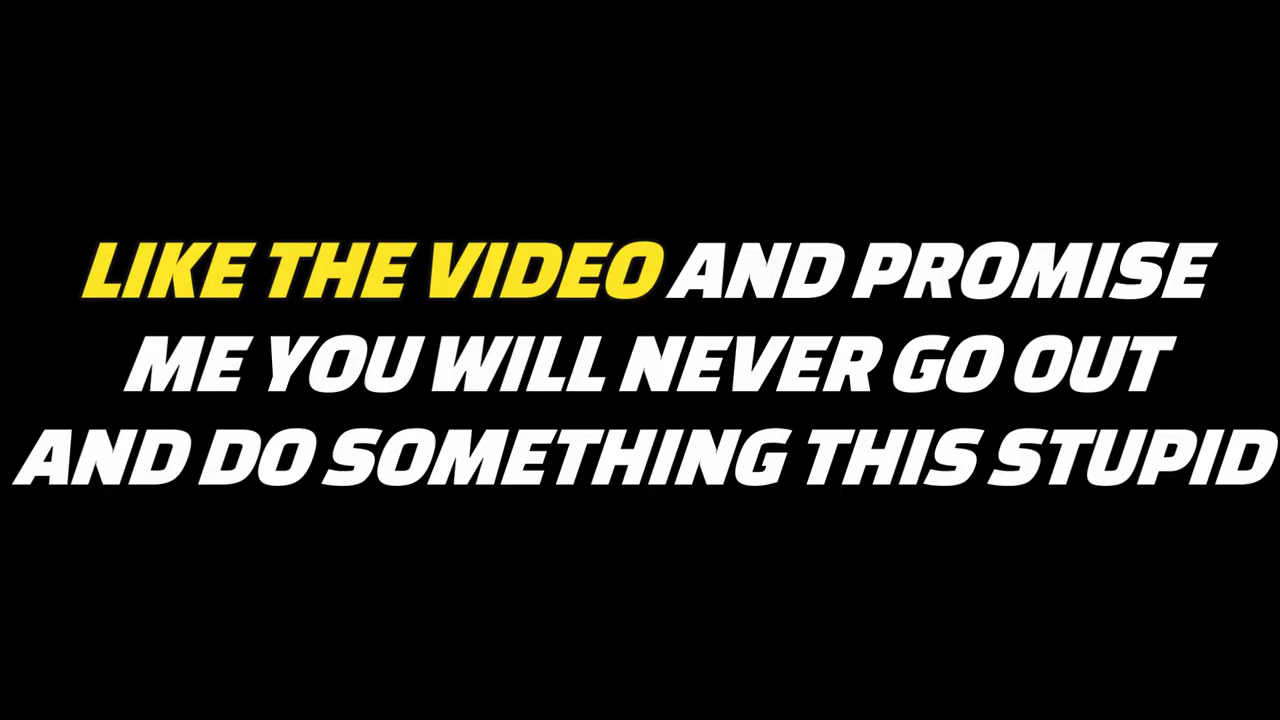 LIKE THE VIDEO AND PROMISE
ME YOU WILL NEVER GO OUT
AND DO SOMETHING THIS STUPID